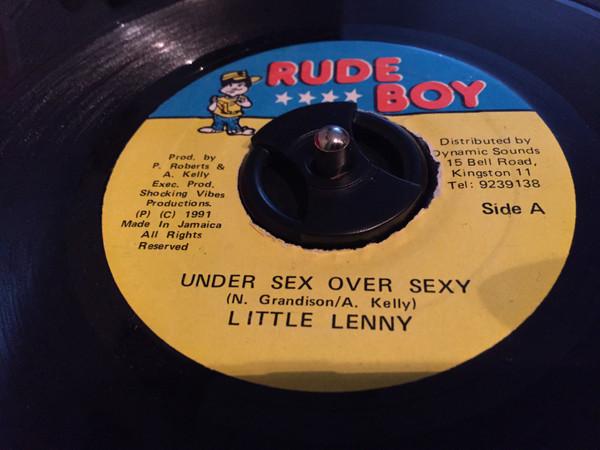 RUDE
BOY
Prod. by
P. Roberts &
A. Kelly
Exec. Prod.
Shocking Vibes
Productions.
(P) (C) 1991
Made In Jamaica
All Rights
Reserved
Distributed by
Dynamic Sounds
15 Bell Road,
Kingston 11
Tel: 9239138
Side A
UNDER SEX OVER SEXY
(N. Grandison/A. Kelly)
LITTLE LENNY